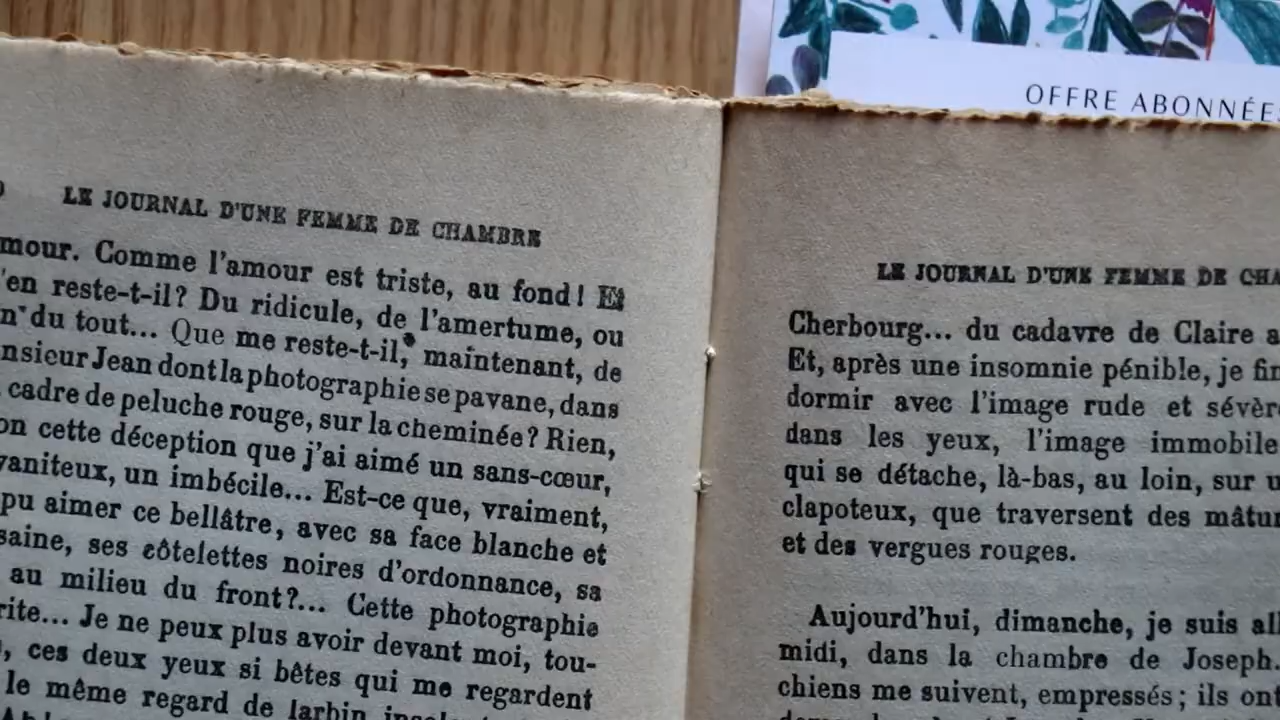 OFFRE ABONNÉES
LE JOURNAL D'UNE FEMME DE CHAMBRE
mour. Comme l'amour est triste, au fond! Et
'en reste-t-il? Du ridicule, de l'amertume, ou
n du tout... Que me reste-t-il, maintenant, de
nsieur Jean dont la photographie se pavane, dans
cadre de peluche rouge, sur la cheminée? Rien,
on cette déception que j'ai aimé un sans-cœur,
vaniteux, un imbécile... Est-ce que, vraiment,
pu aimer ce bellâtre, avec sa face blanche et
saine, ses côtelettes noires d'ordonnance, sa
au milieu du front?... Cette photographie
rite... Je ne peux plus avoir devant moi, tou-
, ces deux yeux si bêtes qui me regardent
le même regard de larbin
LE JOURNAL D'UNE FEMME DE CHA
Cherbourg... du cadavre de Claire a
Et, après une insomnie pénible, je fin
dormir avec l'image rude et sévèr
dans les yeux, l'image immobile
qui se détache, là-bas, au loin, sur u
clapoteux, que traversent des mâtur
et des vergues rouges.
Aujourd'hui, dimanche, je suis all
midi, dans la chambre de Joseph.
chiens me suivent, empressés; ils ont